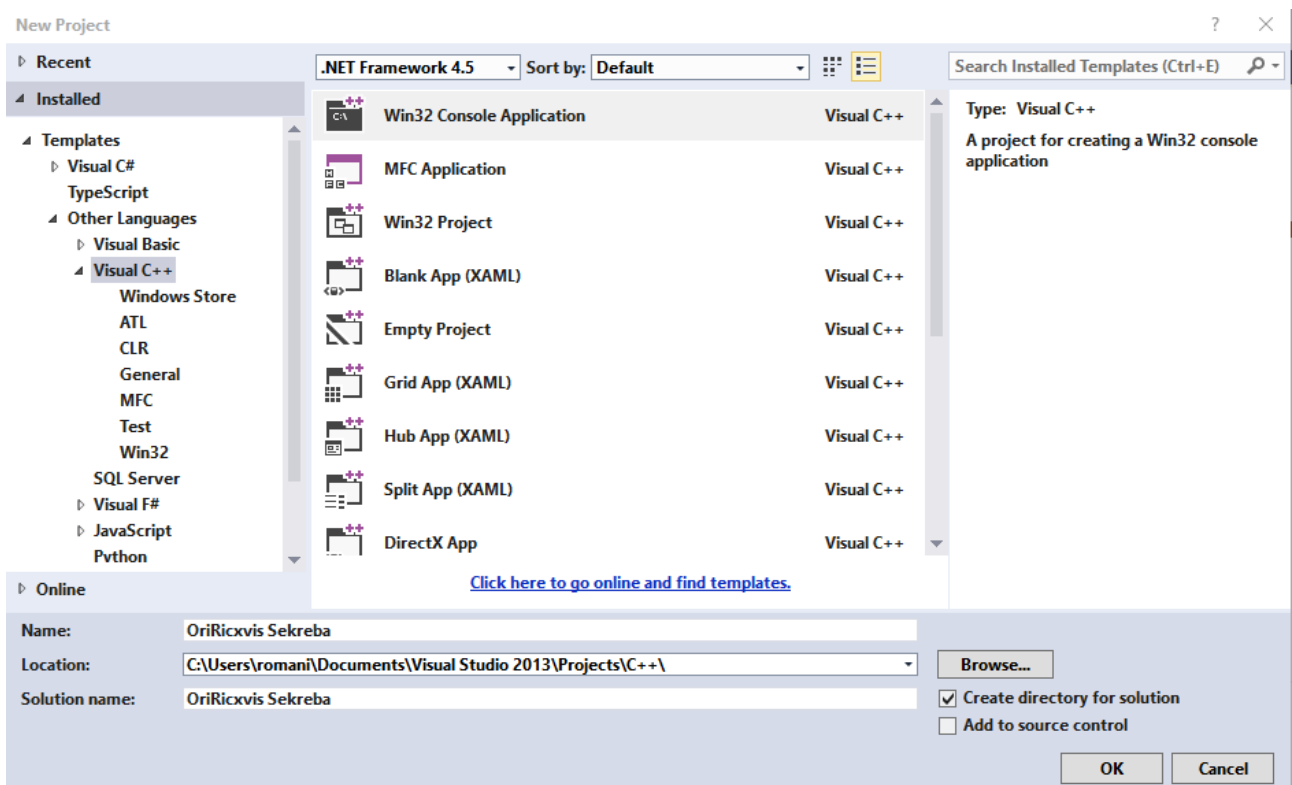 New Project
Recent
Installed
Templates
Visual C#
TypeScript
Other Languages
Visual Basic
Visual C++
Windows Store
ATL
CLR
General
MFC
Test
Win32
SQL Server
Visual F#
JavaScript
Python
Online
.NET Framework 4.5 Sort by: Default
Win32 Console Application Visual C++
MFC Application Visual C++
Win32 Project Visual C++
Blank App (XAML) Visual C++
Empty Project Visual C++
Grid App (XAML) Visual C++
Hub App (XAML) Visual C++
Split App (XAML) Visual C++
DirectX App Visual C++
Click here to go online and find templates.
Search Installed Templates (Ctrl+E)
Type: Visual C++
A project for creating a Win32 console
application
Name: OriRicxvis Sekreba
Location: C:\Users\romani\Documents\Visual Studio 2013\Projects\C++\
Browse...
Solution name: OriRicxvis Sekreba
Create directory for solution
Add to source control
OK Cancel